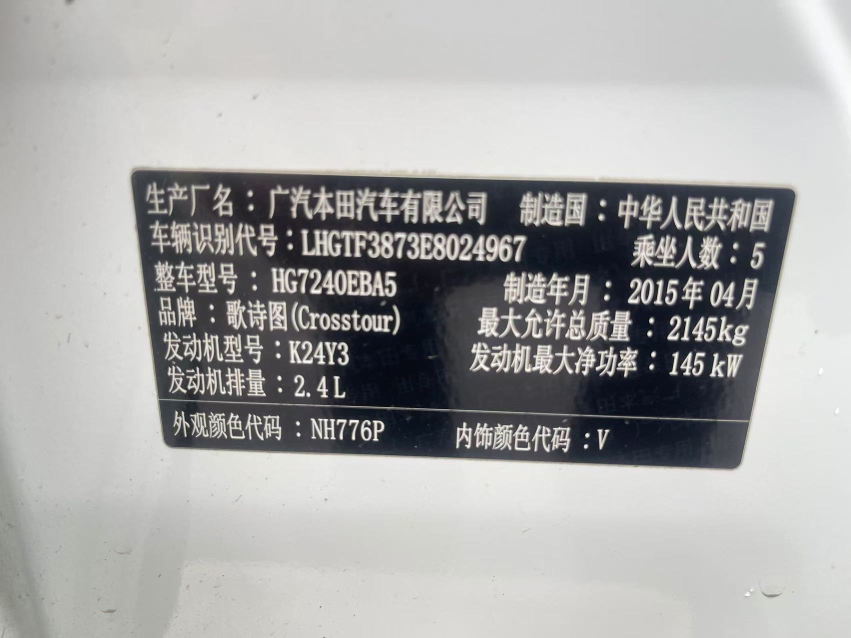 生产厂名：广汽本田汽车有限公司 制造国：中华人民共和国
车辆识别代号：LHGTF3873E8024967 乘坐人数：5
整车型号：HG7240EBA5 制造年月：2015年04月
品牌：歌诗图(Crosstour) 最大允许总质量：2145kg
发动机型号：K24Y3 发动机最大净功率：145kW
发动机排量：2.4L
外观颜色代码：NH776P 内饰颜色代码：V